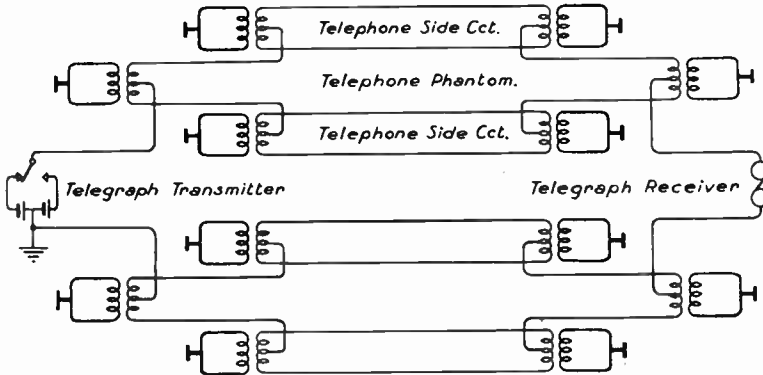 Telephone Side Cct.
Telephone Phantom.
Telephone Side Cct.
Telegraph Transmitter
Telegraph Receiver